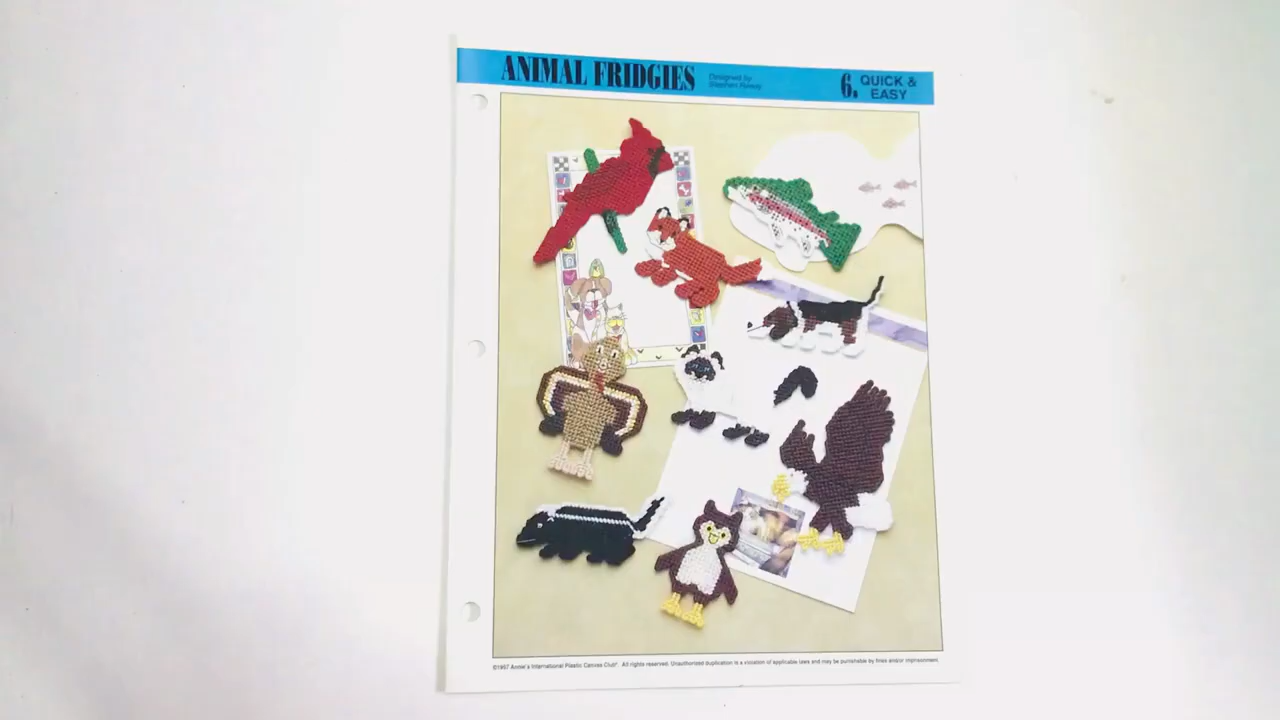 ANIMAL FRIDGIES
Designed by
Stephen
6. QUICK &
EASY
©1997 Annie's International Plastic Canvas Club. All rights reserved. Unauthorized duplication is a violation of applicable laws and may be punishable by fines and/or imprisonment.